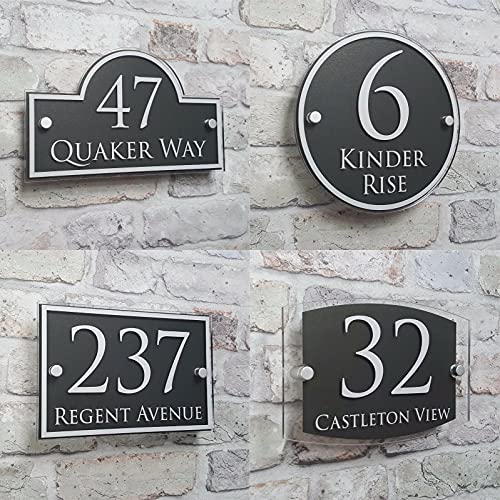 47
QUAKER WAY
6
KINDER
RISE
237
REGENT AVENUE
32
CASTLETON VIEW